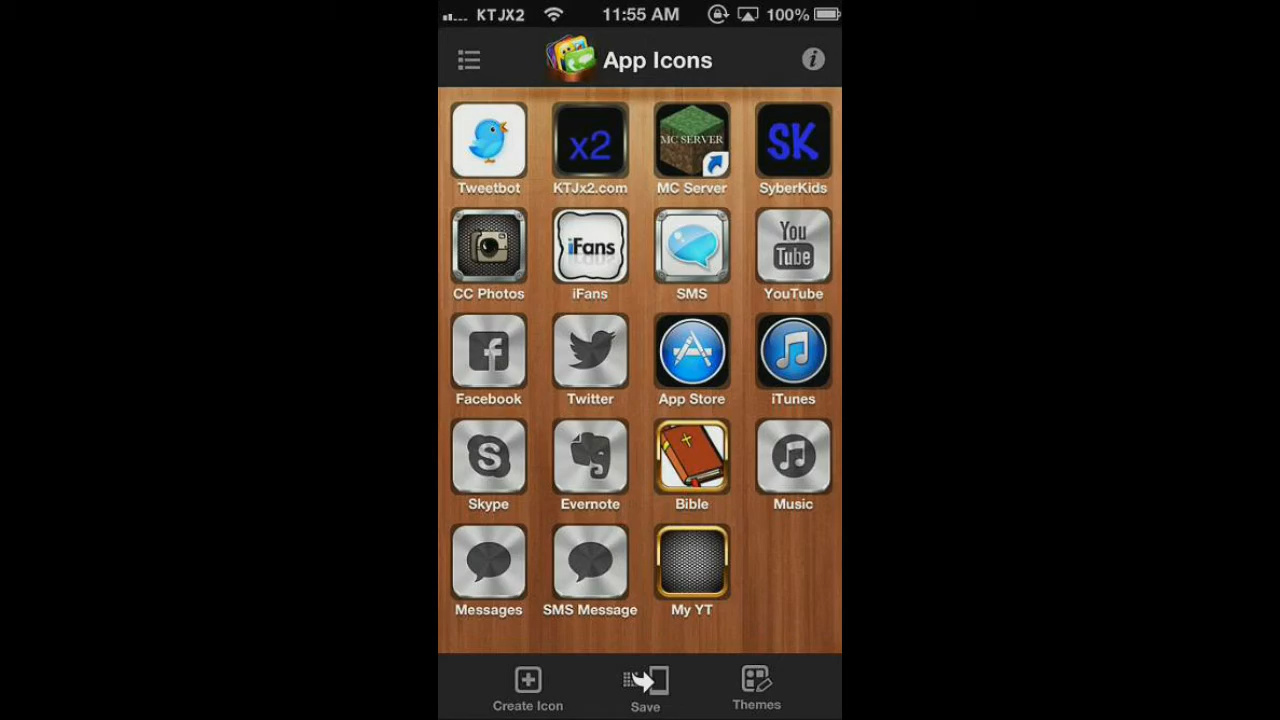 KTJX2 11:55 AM 100%
App Icons
i
x2
MC SERVER
SK
Tweetbot KTJx2.com MC Server SyberKids
iFans
You
Tube
CC Photos iFans SMS YouTube
f
Facebook Twitter App Store iTunes
S
Skype Evernote Bible Music
Messages SMS Message My YT
Create Icon Save Themes